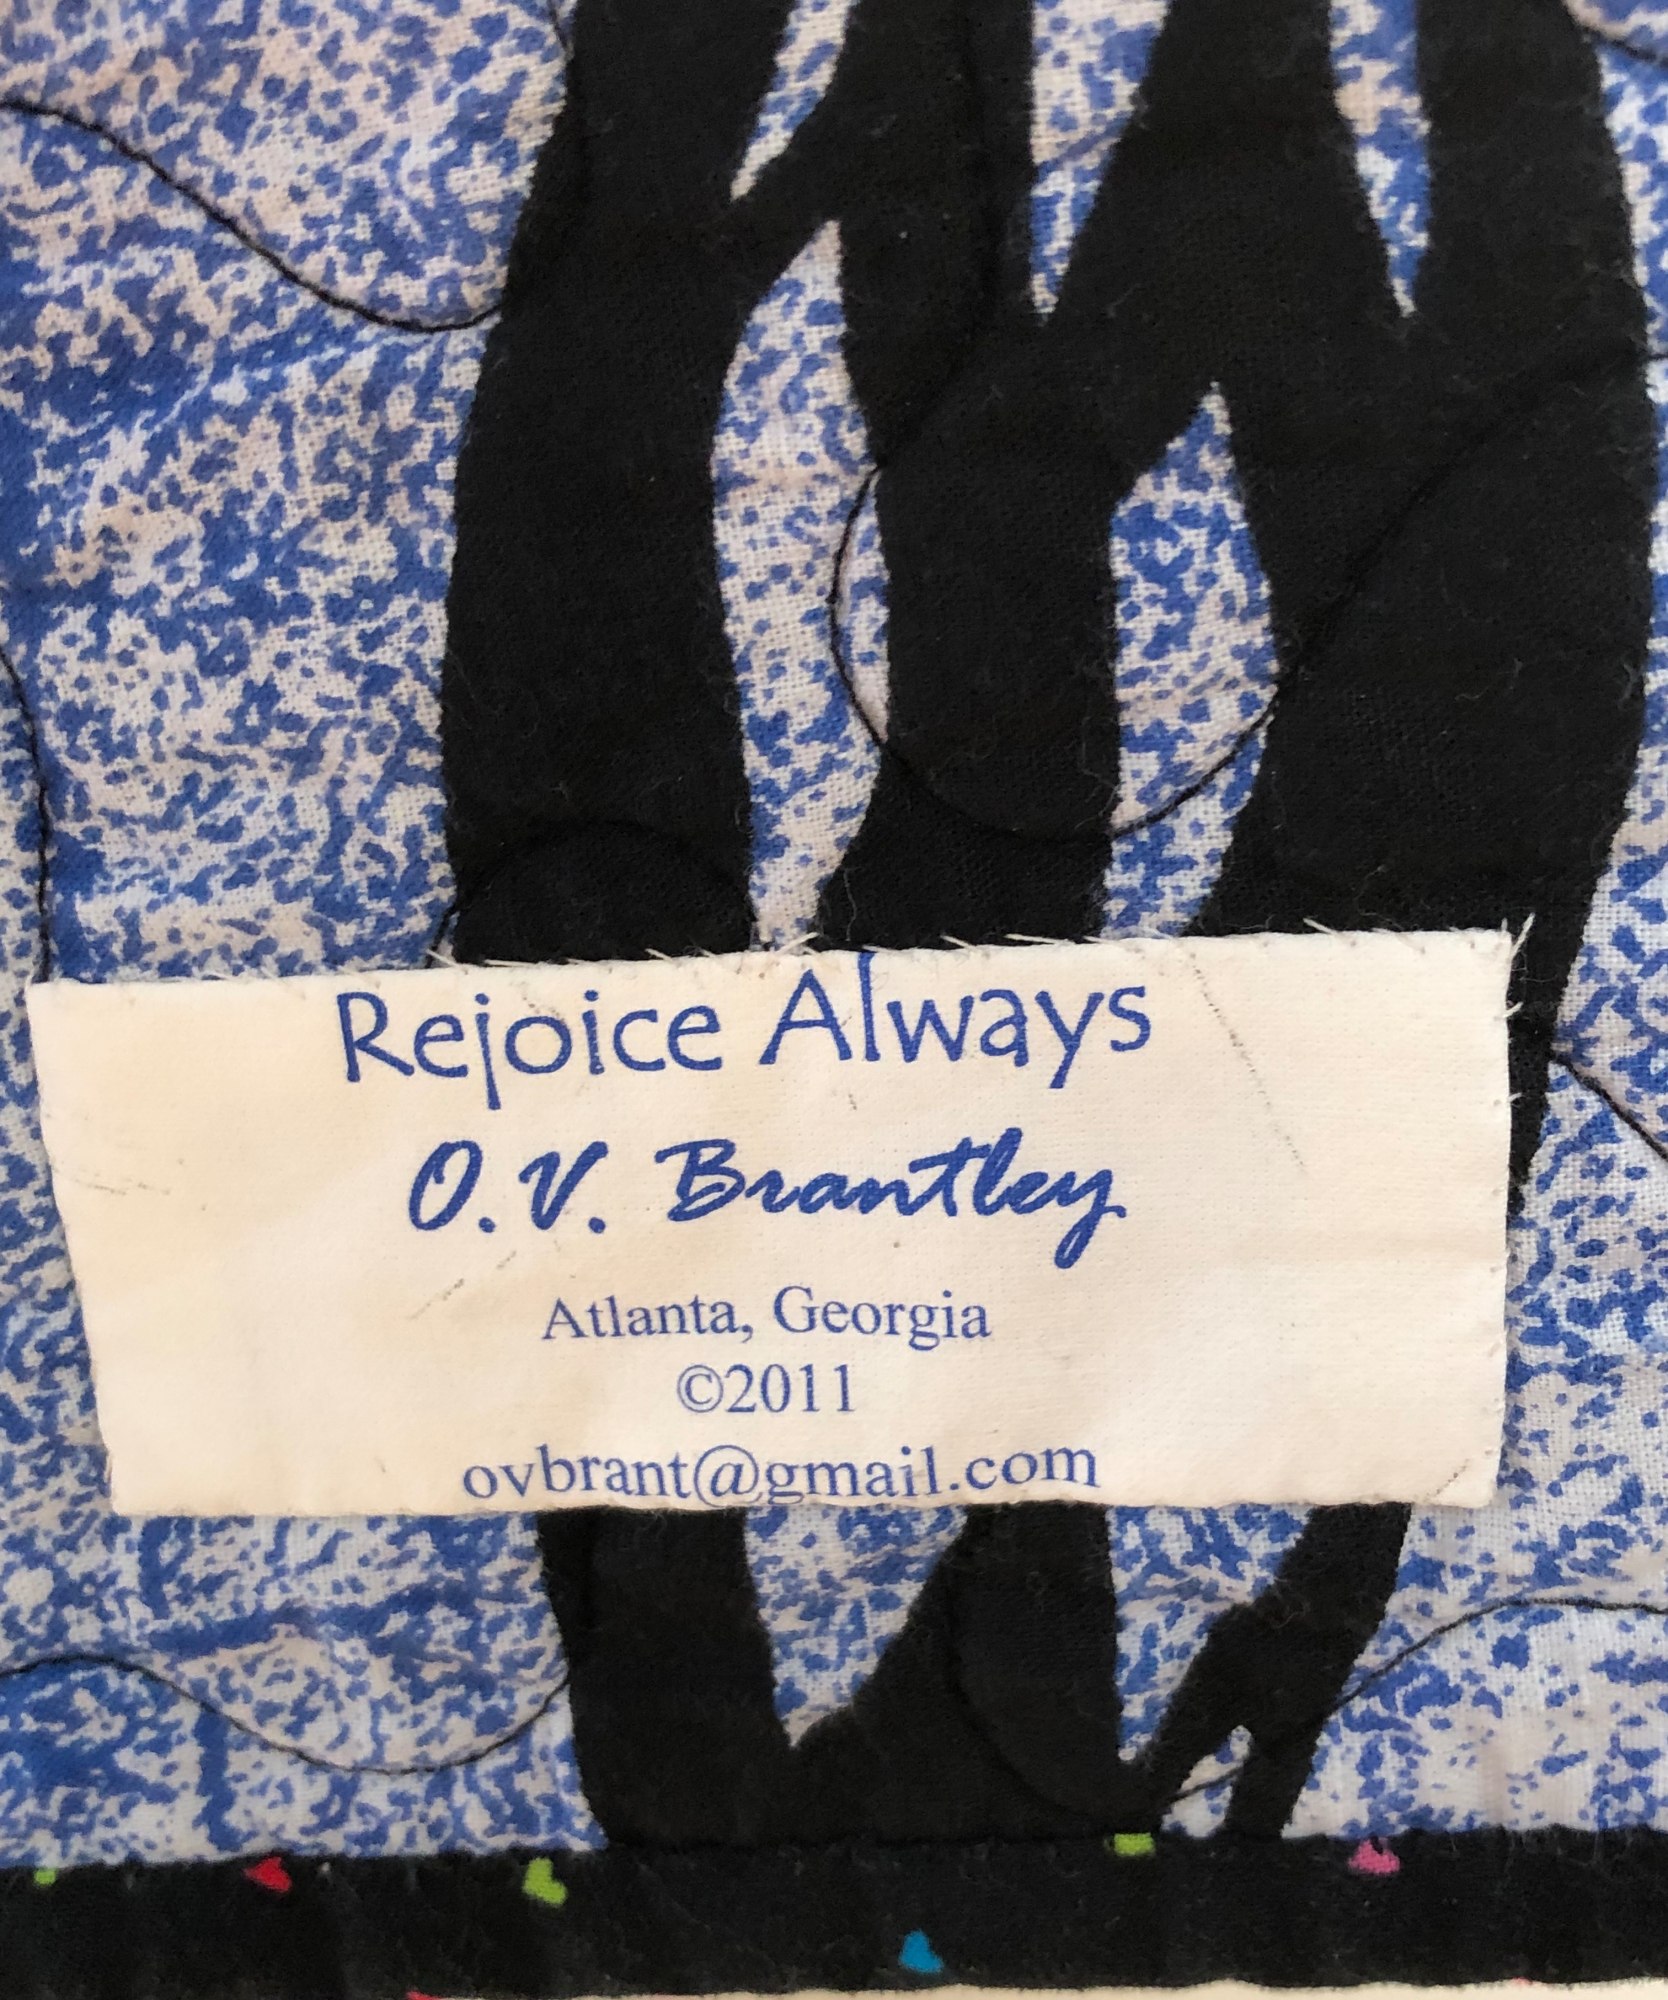 Rejoice Always
O.V. Brantley
Atlanta, Georgia
©2011
ovbrant@gmail.com